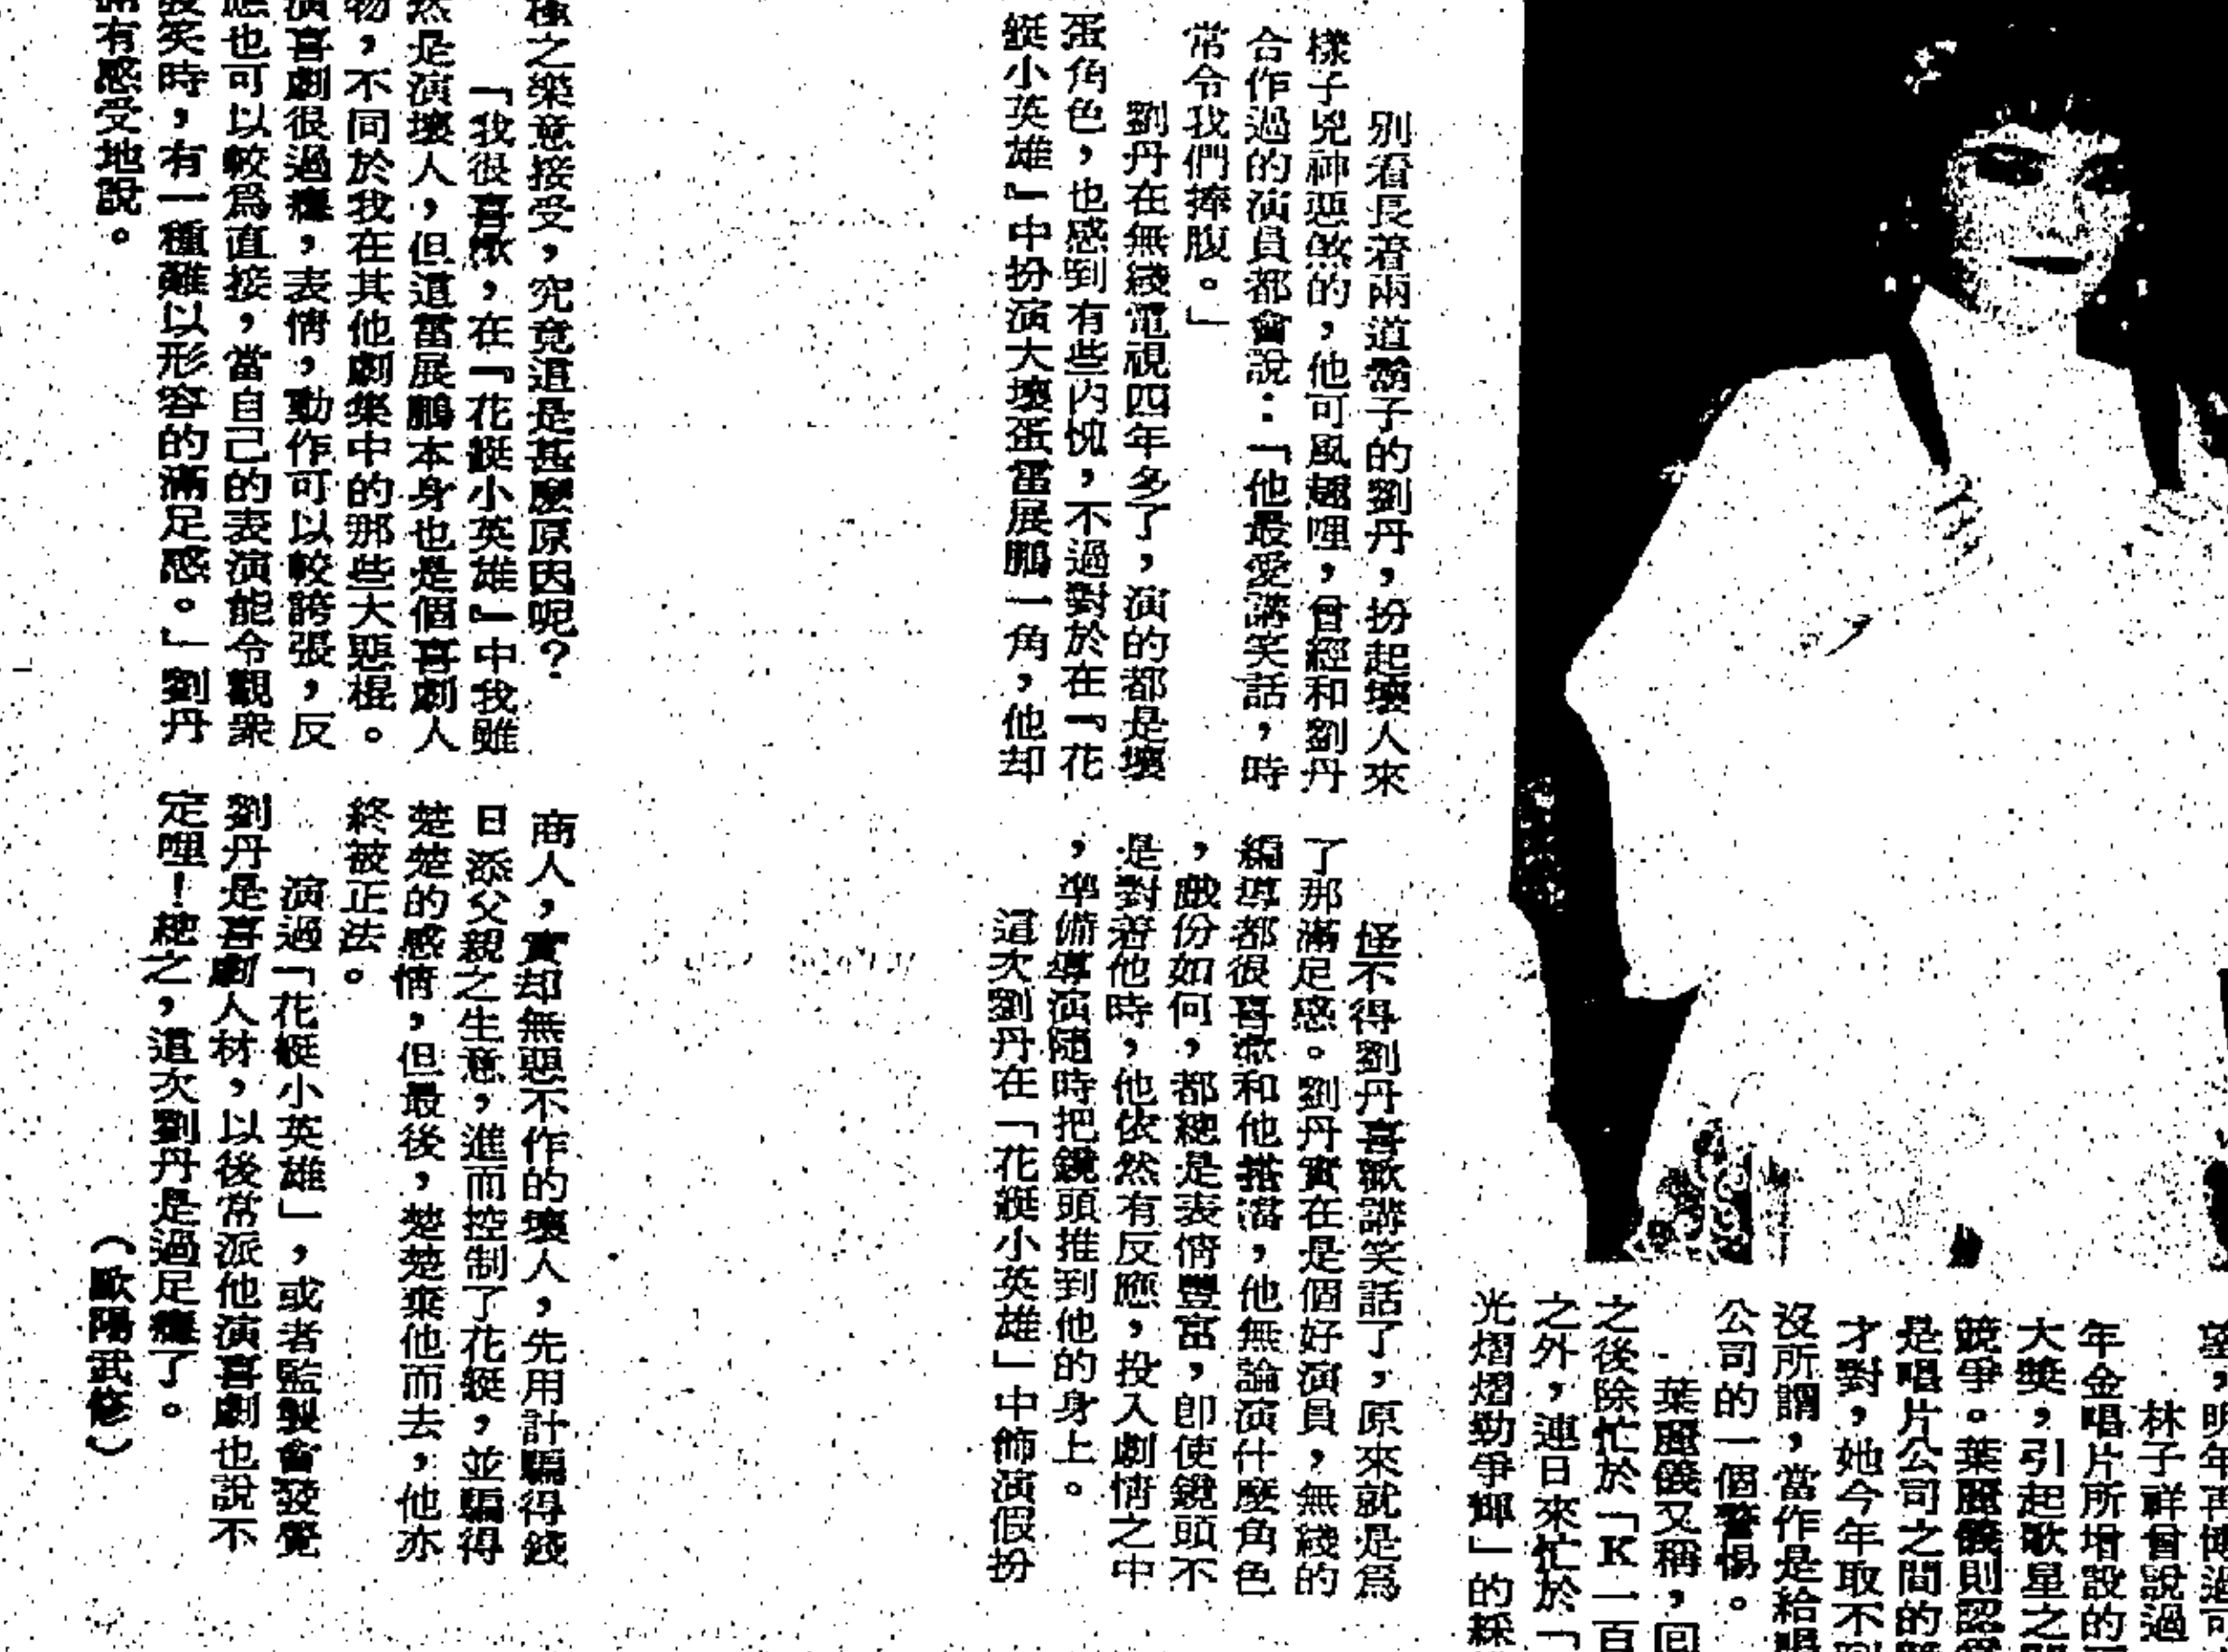 別看長着兩道鬍子的劉丹，扮起壞人來
樣子兇神惡煞的，他可風趣哩，曾經和劉丹
合作過的演員都會說：「他最愛講笑話，時
常令我們捧腹。」
劉丹在無綫電視四年多了，演的都是壞
蛋角色，也感到有些內愧，不過對於在『花
艇小英雄』中扮演大壞蛋雷展鵬一角，他却
極之樂意接受，究竟這是甚麼原因呢？
「我很喜歡，在『花艇小英雄』中我雖
然是演壞人，但這雷展鵬本身也是個喜劇人
物，不同於我在其他劇集中的那些大惡棍。
演喜劇很過癮，表情，動作可以較誇張，反
應也可以較爲直接，當自己的表演能令觀衆
發笑時，有一種難以形容的滿足感。」劉丹
有感受地說。
怪不得劉丹喜歡講笑話了，原來就是爲
了那滿足感。劉丹實在是個好演員，無綫的
編導都很喜歡和他搭檔，他無論演什麼角色
，戲份如何，都總是表情豐富，即使鏡頭不
是對着他時，他依然有反應，投入劇情之中
，準備導演隨時把鏡頭推到他的身上。
這次劉丹在「花艇小英雄」中飾演假扮
商人，實却無惡不作的壞人，先用計騙得錢
日添父親之生意，進而控制了花艇，並騙得
楚楚的感情，但最後，楚楚棄他而去，他亦
終被正法。
演過「花艇小英雄」，或者監製會發覺
劉丹是喜劇人材，以後常派他演喜劇也說不
定哩！總之，這次劉丹是過足癮了。
（歐陽武修）
望，明年再博過可
林子祥曾說過
年金唱片所增設的
大獎，引起歌星之
競爭。葉麗儀則認爲
是唱片公司之間的
才對，她今年取不到
沒所謂，當作是給唱
公司的一個警惕。
葉麗儀又稱，回
之後除忙於「K一百
之外，連日來忙於「
光熠熠勁爭輝」的綵